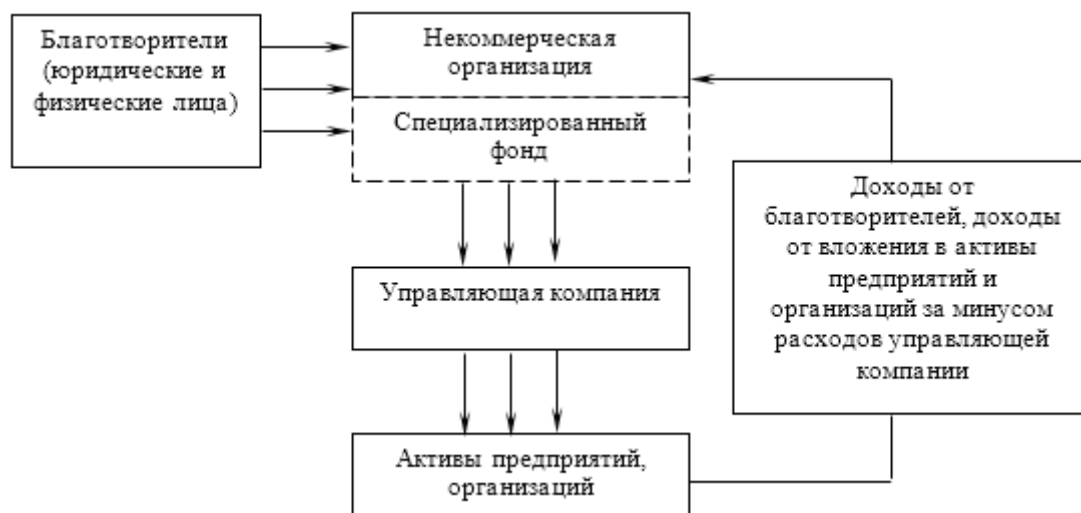 Благотворители
(юридические и
физические лица)
Некоммерческая
организация
Специализированный
фонд
Управляющая компания
Активы предприятий,
организаций
Доходы от
благотворителей, доходы
от вложения в активы
предприятий и
организаций за минусом
расходов управляющей
компании